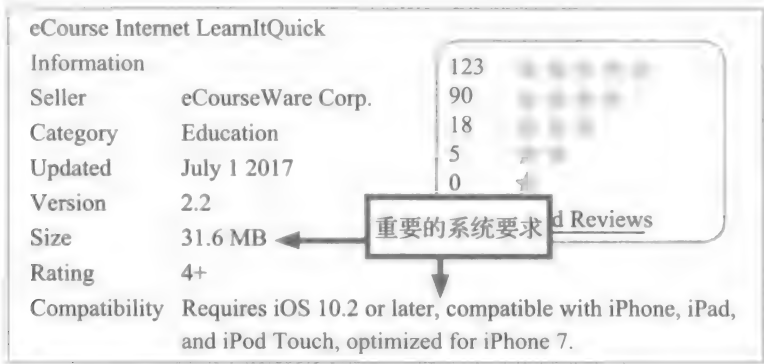 eCourse Internet LearnItQuick
Information
Seller eCourseWare Corp.
Category Education
Updated July 1 2017
Version 2.2
Size 31.6 MB
Rating 4+
Compatibility Requires iOS 10.2 or later, compatible with iPhone, iPad,
and iPod Touch, optimized for iPhone 7.
123
90
18
5
0
d Reviews
重要的系统要求